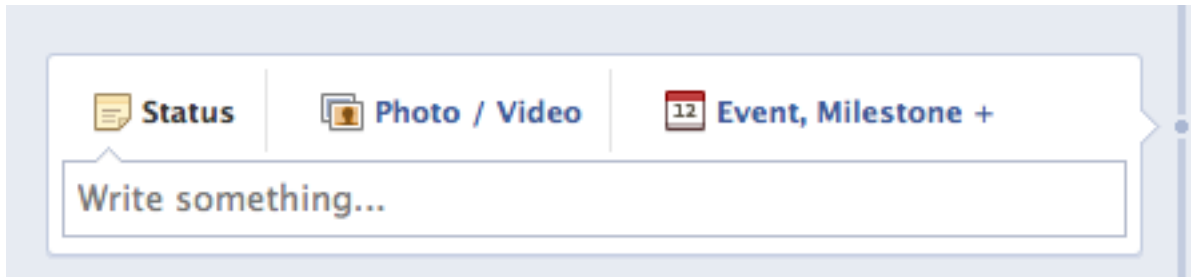 Status Photo / Video 12 Event, Milestone +
Write something...